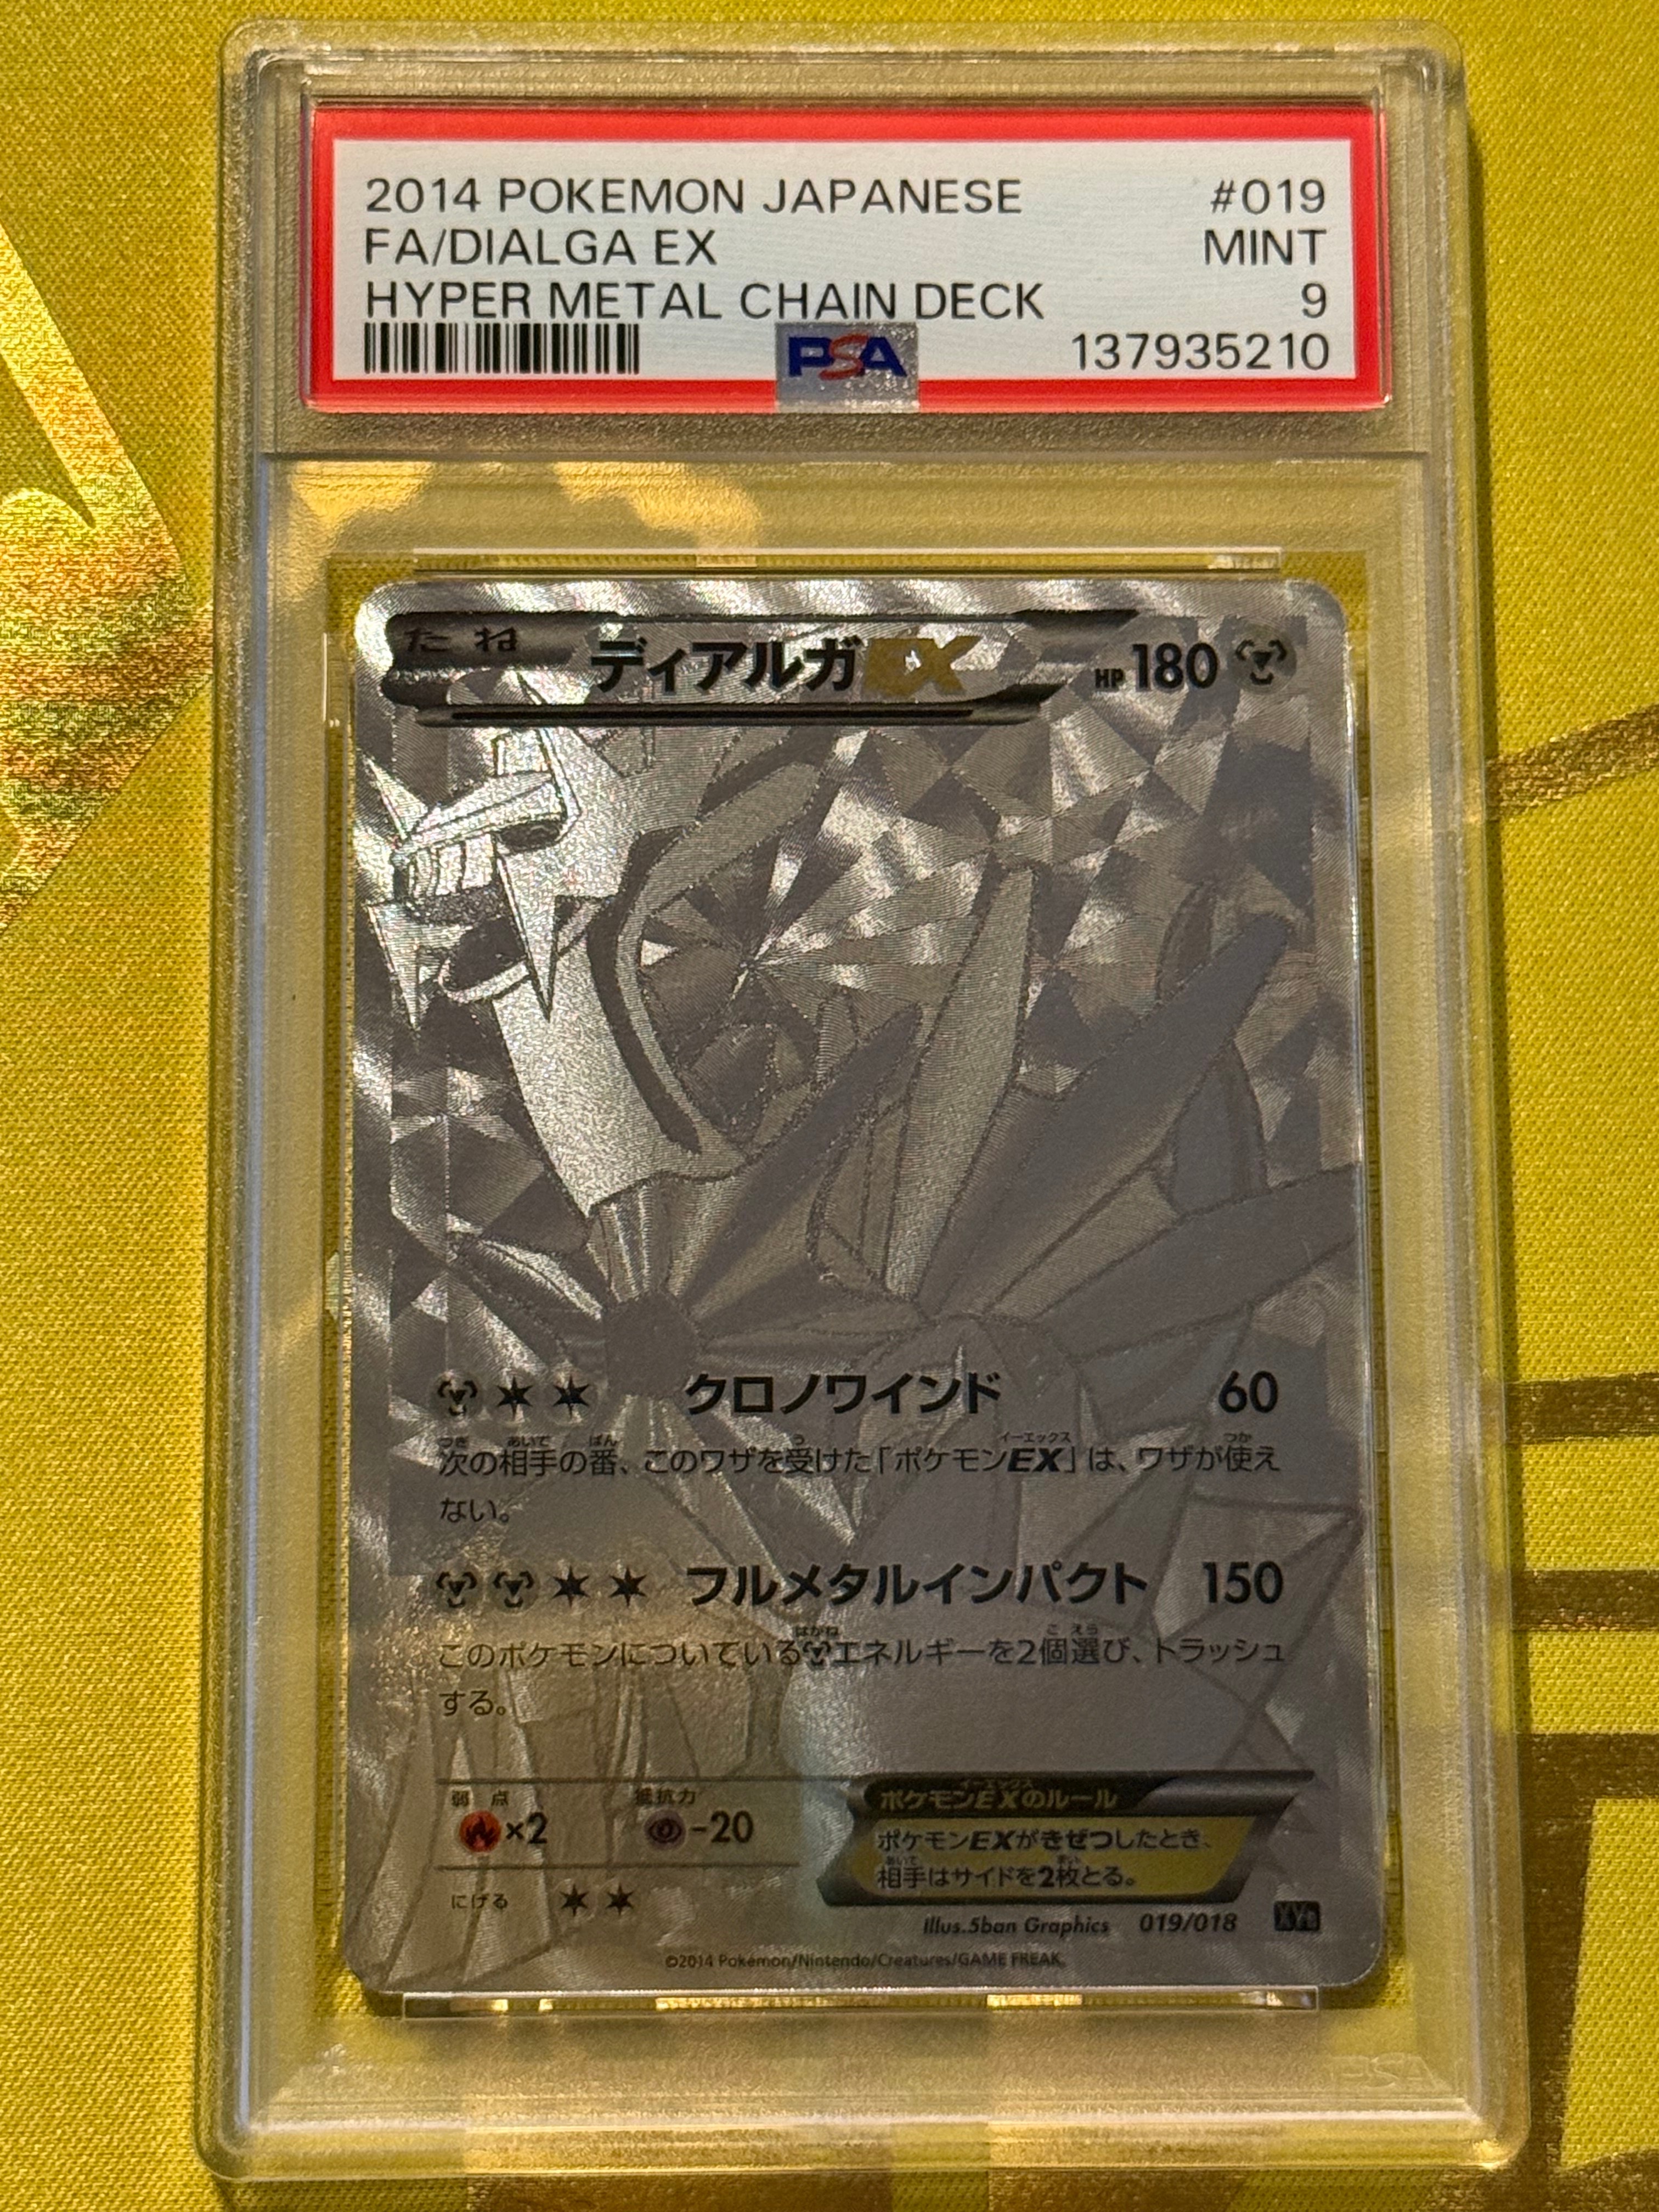 2014 POKEMON JAPANESE #019
FA/DIALGA EX MINT
HYPER METAL CHAIN DECK 9
PSA 137935210
たね ディアルガEX HP180
クロノワインド 60
次の相手の番、このワザを受けた「ポケモンEX」は、ワザが使え
ない。
フルメタルインパクト 150
このポケモンについているエネルギーを2個選び、トラッシュ
する。
弱点 抵抗力
×2 -20
にげる
ポケモンEXのルール
ポケモンEXがきぜつしたとき、
相手はサイドを2枚とる。
Illus.5ban Graphics 019/018
©2014 Pokémon/Nintendo/Creatures/GAME FREAK.
PSA